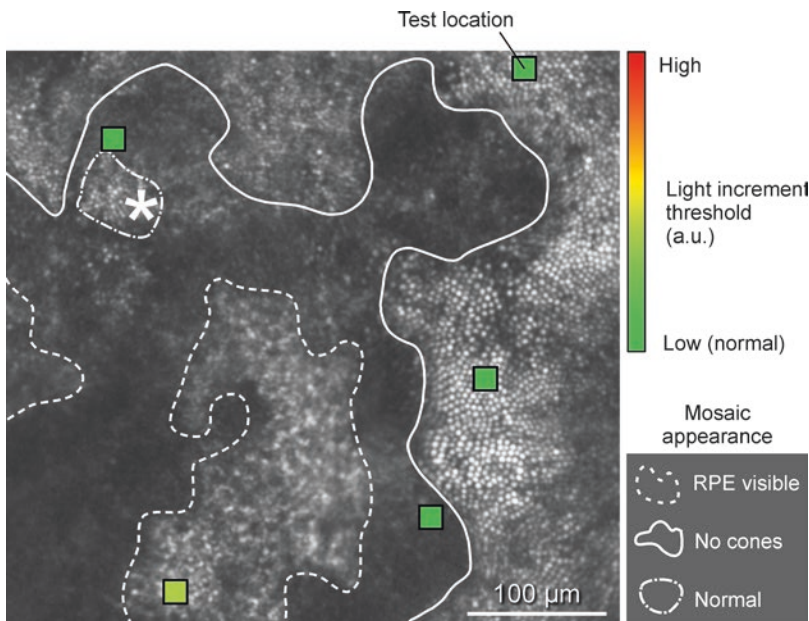 Test location
High
Light increment
threshold
(a.u.)
Low (normal)
Mosaic
appearance
RPE visible
No cones
Normal
*
100 µm